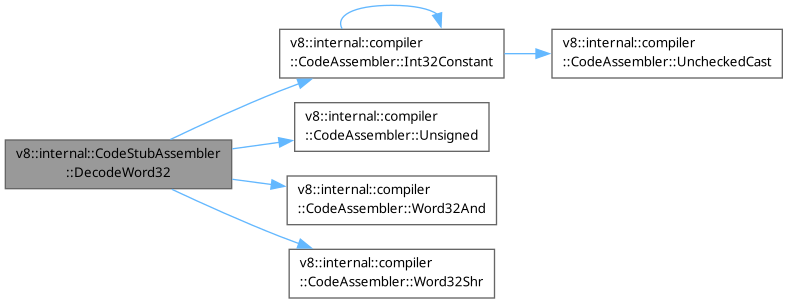 v8::internal::compiler
::CodeAssembler::Int32Constant
v8::internal::compiler
::CodeAssembler::UncheckedCast
v8::internal::compiler
::CodeAssembler::Unsigned
v8::internal::CodeStubAssembler
::DecodeWord32
v8::internal::compiler
::CodeAssembler::Word32And
v8::internal::compiler
::CodeAssembler::Word32Shr